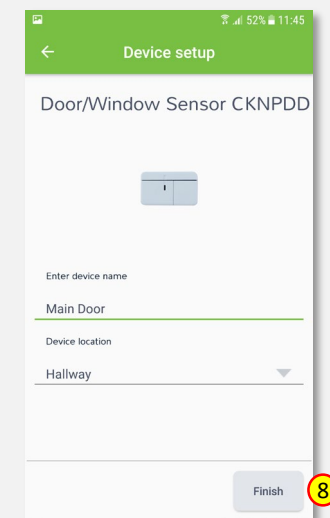 52% 11:45
Device setup
Door/Window Sensor CKNPDD
Enter device name
Main Door
Device location
Hallway
Finish
8